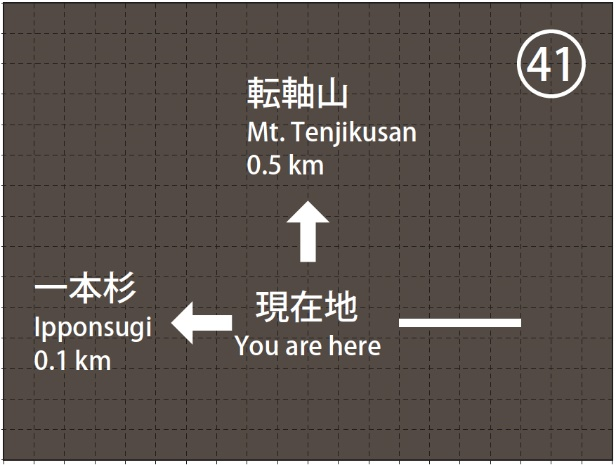 41
転軸山
Mt. Tenjikusan
0.5 km
一本杉
Ipponsugi
0.1 km
現在地
You are here